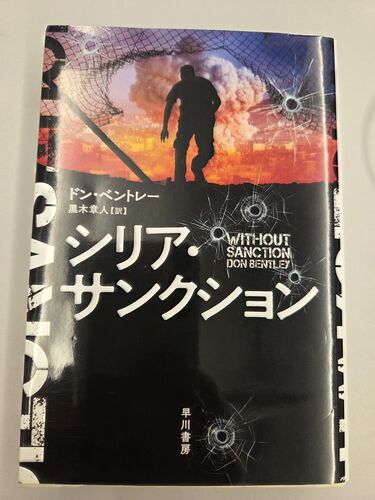 ドン・ベントレー
黒木章人[訳]
シリア・
サンクション
WITHOUT
SANCTION
DON BENTLEY
早川書房